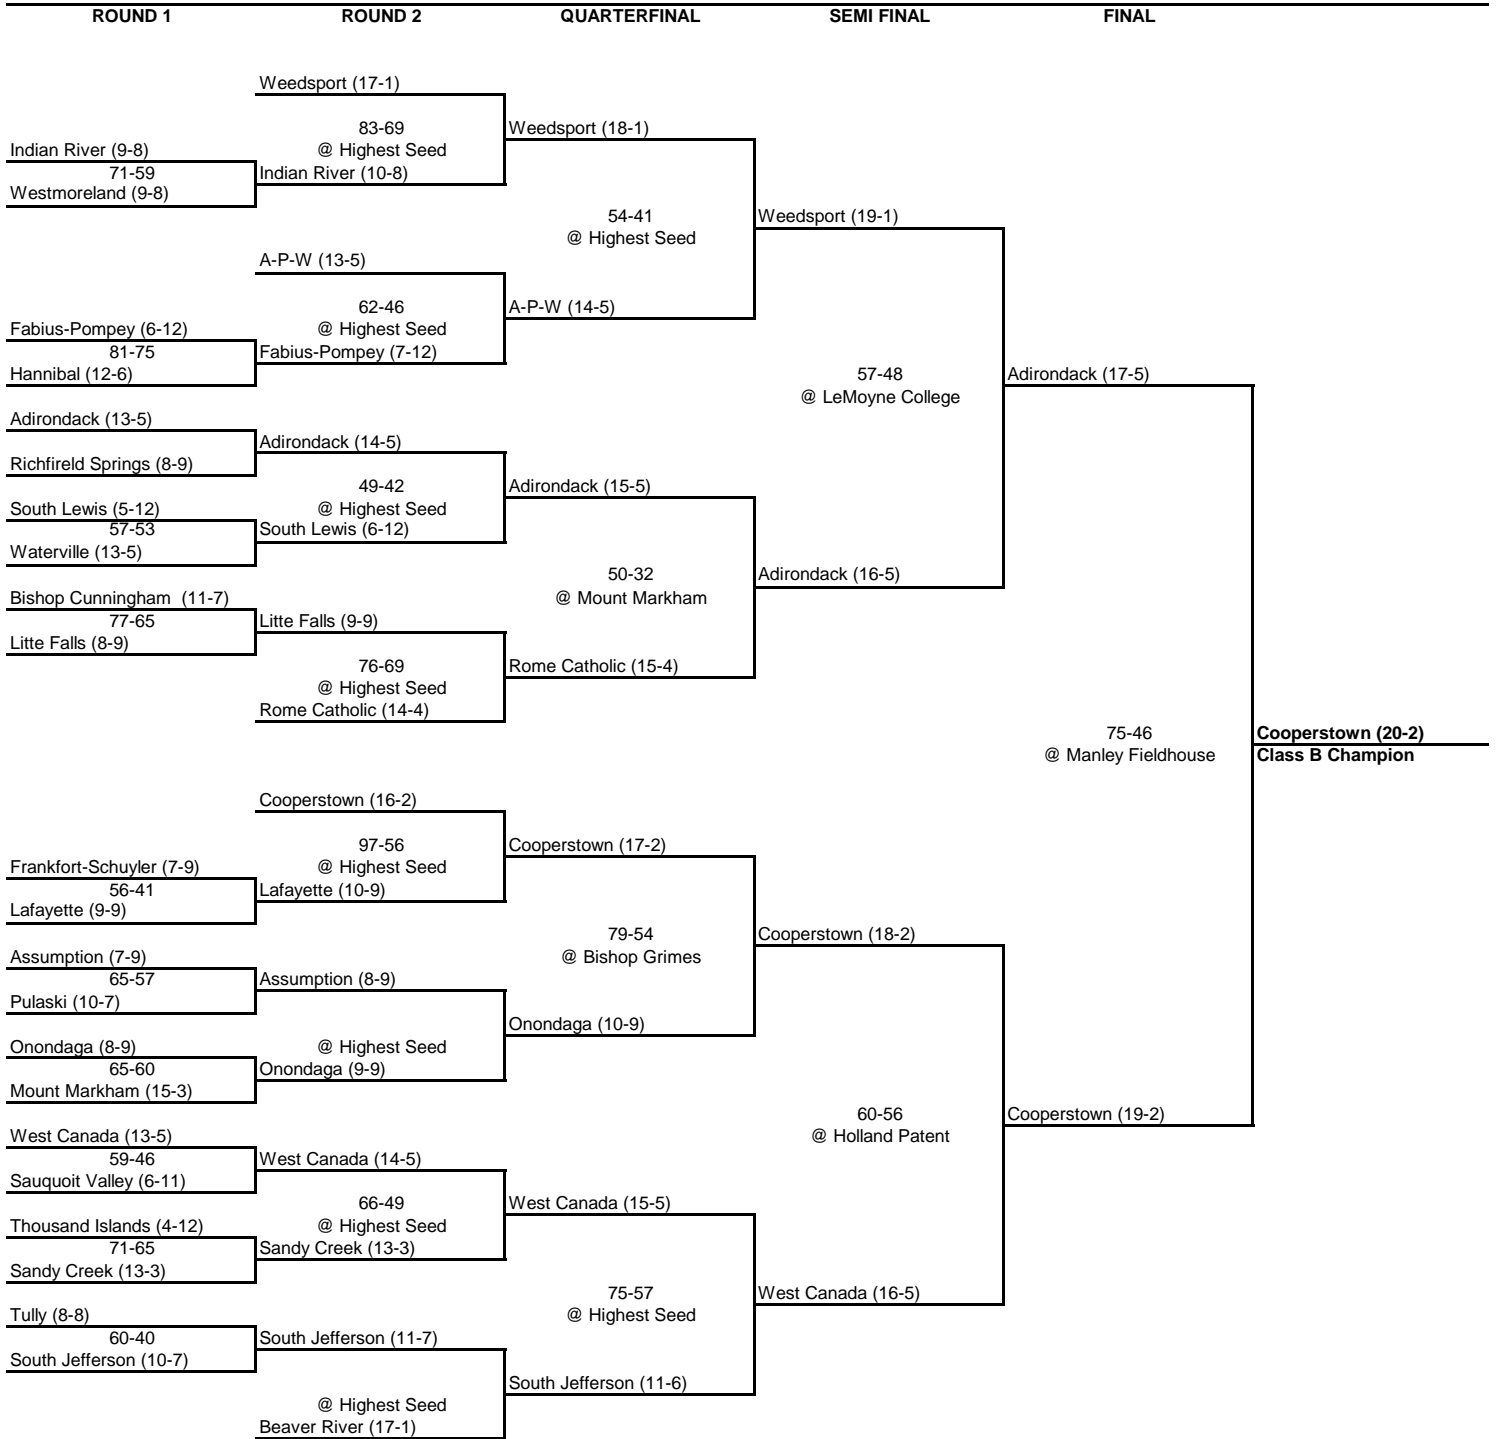 ROUND 1 ROUND 2 QUARTERFINAL SEMI FINAL FINAL
Weedsport (17-1)
83-69 Weedsport (18-1)
Indian River (9-8) @ Highest Seed
71-59 Indian River (10-8)
Westmoreland (9-8)
54-41 Weedsport (19-1)
@ Highest Seed
A-P-W (13-5)
62-46 A-P-W (14-5)
Fabius-Pompey (6-12) @ Highest Seed
81-75 Fabius-Pompey (7-12)
Hannibal (12-6) 57-48 Adirondack (17-5)
@ LeMoyne College
Adirondack (13-5)
Adirondack (14-5)
Richfireld Springs (8-9)
49-42 Adirondack (15-5)
South Lewis (5-12) @ Highest Seed
57-53 South Lewis (6-12)
Waterville (13-5)
50-32 Adirondack (16-5)
Bishop Cunningham (11-7) @ Mount Markham
77-65 Litte Falls (9-9)
Litte Falls (8-9)
76-69 Rome Catholic (15-4)
@ Highest Seed
Rome Catholic (14-4)
75-46 Cooperstown (20-2)
@ Manley Fieldhouse Class B Champion
Cooperstown (16-2)
97-56 Cooperstown (17-2)
Frankfort-Schuyler (7-9) @ Highest Seed
56-41 Lafayette (10-9)
Lafayette (9-9)
79-54 Cooperstown (18-2)
Assumption (7-9) @ Bishop Grimes
65-57 Assumption (8-9)
Pulaski (10-7)
Onondaga (10-9)
Onondaga (8-9) @ Highest Seed
65-60 Onondaga (9-9)
Mount Markham (15-3)
60-56 Cooperstown (19-2)
West Canada (13-5) @ Holland Patent
59-46 West Canada (14-5)
Sauquoit Valley (6-11)
66-49 West Canada (15-5)
Thousand Islands (4-12) @ Highest Seed
71-65 Sandy Creek (13-3)
Sandy Creek (13-3)
75-57 West Canada (16-5)
Tully (8-8) @ Highest Seed
60-40 South Jefferson (11-7)
South Jefferson (10-7)
South Jefferson (11-6)
@ Highest Seed
Beaver River (17-1)